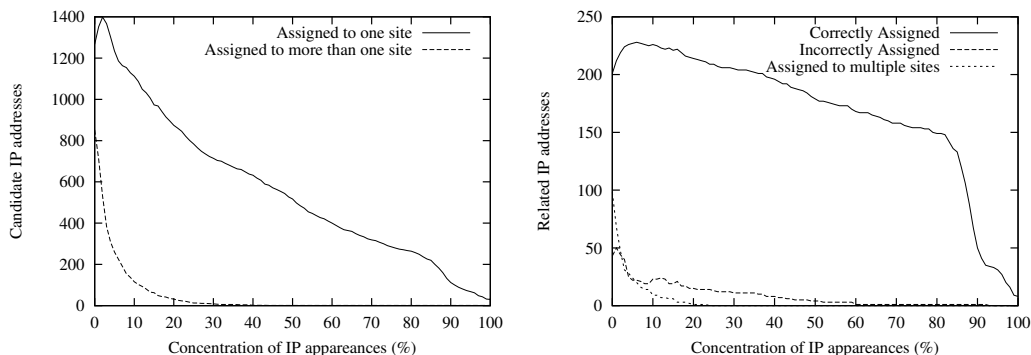 1400
1200
1000
800
600
400
200
0
Candidate IP addresses
Assigned to one site
Assigned to more than one site
0 10 20 30 40 50 60 70 80 90 100
Concentration of IP appareances (%)
250
200
150
100
50
0
Related IP addresses
Correctly Assigned
Incorrectly Assigned
Assigned to multiple sites
0 10 20 30 40 50 60 70 80 90 100
Concentration of IP appareances (%)